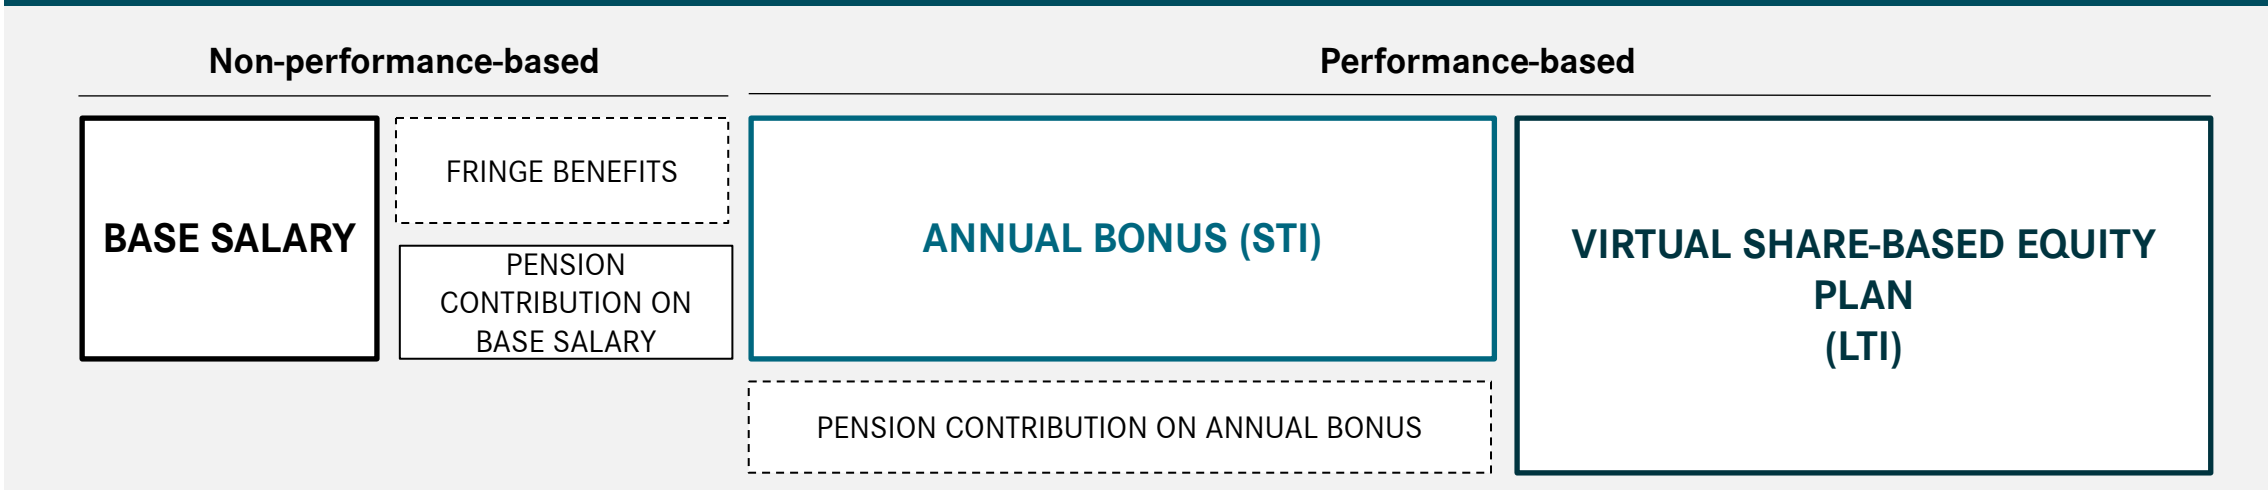 Non-performance-based
Performance-based
BASE SALARY
FRINGE BENEFITS
PENSION
CONTRIBUTION ON
BASE SALARY
ANNUAL BONUS (STI)
PENSION CONTRIBUTION ON ANNUAL BONUS
VIRTUAL SHARE-BASED EQUITY
PLAN
(LTI)